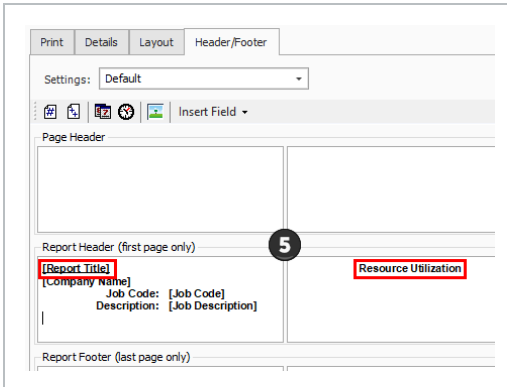 Print Details Layout Header/Footer
Settings: Default
Insert Field
Page Header
Report Header (first page only)
5
[Report Title] Resource Utilization
[Company Name]
Job Code: [Job Code]
Description: [Job Description]
Report Footer (last page only)